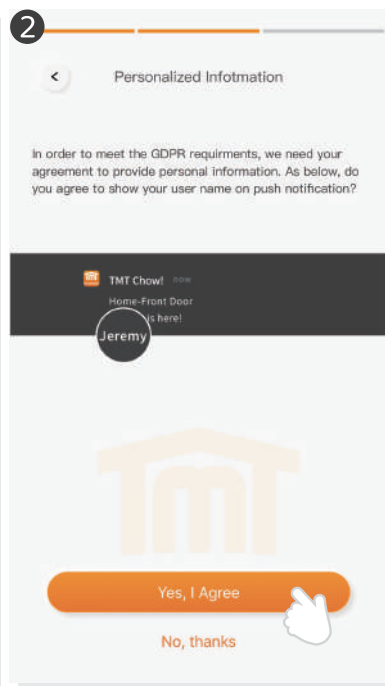 2
Personalized Infotmation
In order to meet the GDPR requirments, we need your
agreement to provide personal information. As below, do
you agree to show your user name on push notification?
TMT Chow! now
Home-Front Door
Jeremy is here!
TMT
Yes, I Agree
No, thanks